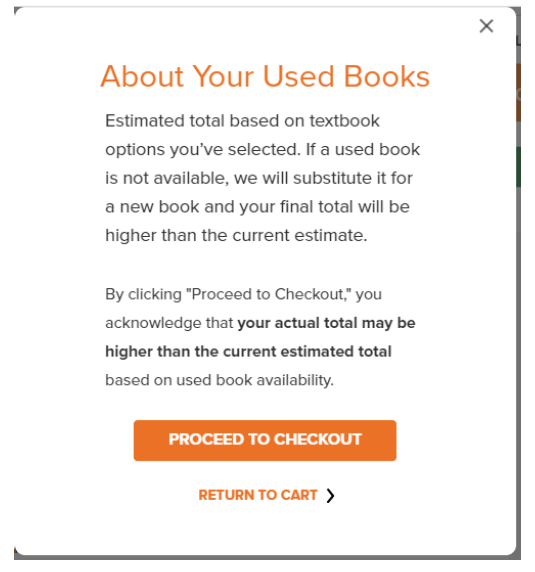 About Your Used Books
Estimated total based on textbook
options you've selected. If a used book
is not available, we will substitute it for
a new book and your final total will be
higher than the current estimate.
By clicking "Proceed to Checkout," you
acknowledge that your actual total may be
higher than the current estimated total
based on used book availability.
PROCEED TO CHECKOUT
RETURN TO CART